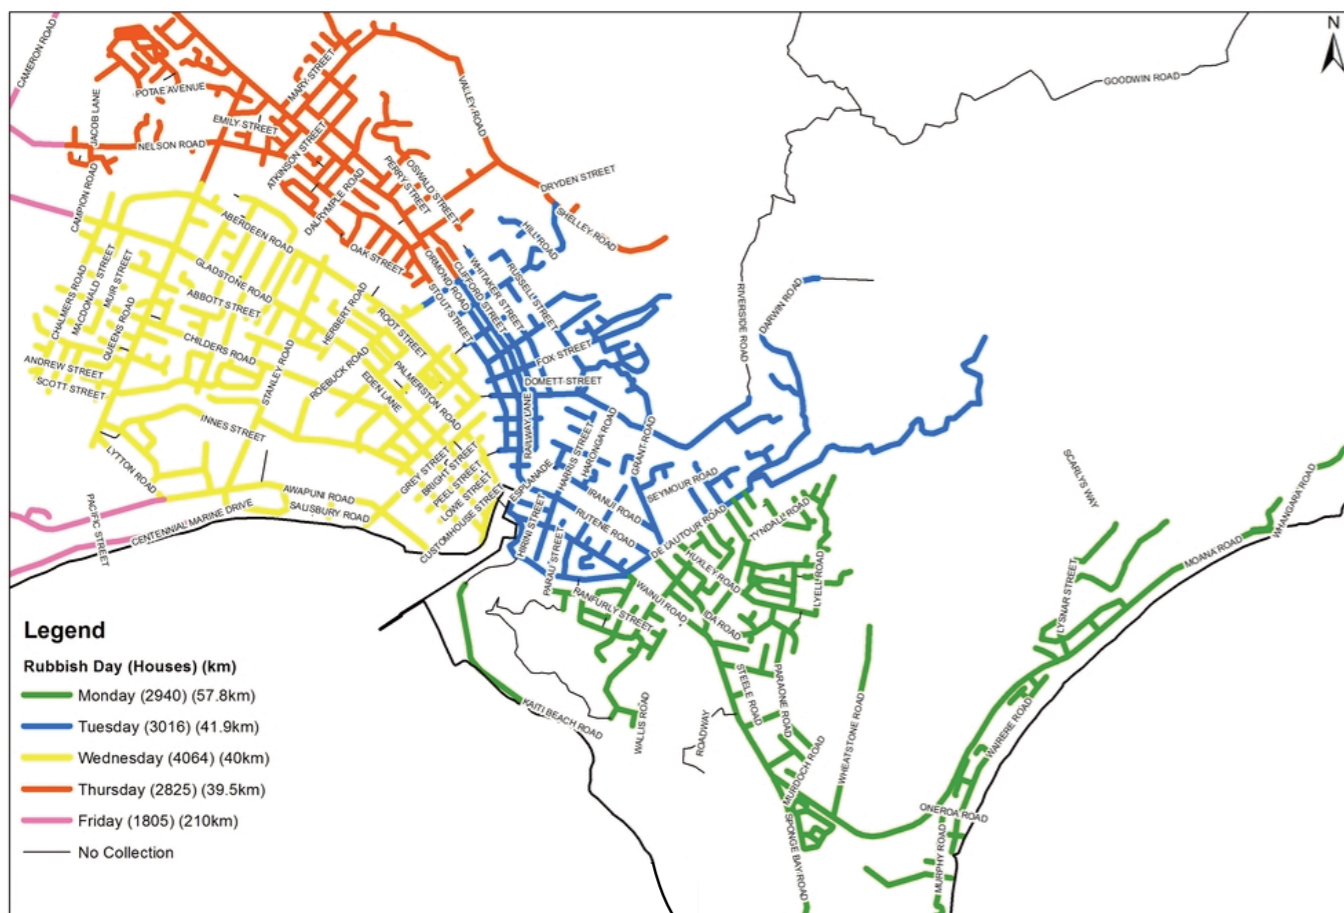 N
CAMERON ROAD
GOODWIN ROAD
MARY STREET
POTAE AVENUE
VALLEY ROAD
JACOB LANE
EMILY STREET
NELSON ROAD
ATKINSON STREET
OSWALD STREET
PERRY STREET
DALRYMPLE ROAD
DRYDEN STREET
CAMPION ROAD
SHELLEY ROAD
ABERDEEN ROAD
HILL ROAD
OAK STREET
ORMOND ROAD
WHITAKER STREET
RUSSELL STREET
CLIFFORD STREET
STOUT STREET
CHALMERS ROAD
MACDONALD STREET
MUIR STREET
GLADSTONE ROAD
ABBOTT STREET
HERBERT ROAD
ROOT STREET
RIVERSIDE ROAD
DARWIN ROAD
QUEENS ROAD
CHILDERS ROAD
FOX STREET
ANDREW STREET
SCOTT STREET
STANLEY ROAD
ROEBUCK ROAD
EDEN LANE
PALMERSTON ROAD
DOMETT STREET
INNES STREET
RAILWAY LANE
HARRIS STREET
HARONGA ROAD
GRANT ROAD
LYTTON ROAD
GREY STREET
BRIGHT STREET
PEEL STREET
LOWE STREET
CUSTOMHOUSE STREET
ESPLANADE
IRANUI ROAD
SEYMOUR ROAD
SCARLYS WAY
WHANGARA ROAD
AWAPUNI ROAD
SALISBURY ROAD
PACIFIC STREET
CENTENNIAL MARINE DRIVE
HIRINI STREET
RUTENE ROAD
DE LAUTOUR ROAD
TYNDALL ROAD
PARAU STREET
HUXLEY ROAD
LYELL ROAD
MOANA ROAD
RANFURLY STREET
WAINUI ROAD
IDA ROAD
LYSNAR STREET
STEELE ROAD
PARAONE ROAD
KAITI BEACH ROAD
WALLIS ROAD
ROADWAY
WHEATSTONE ROAD
WAIRERE ROAD
MURDOCH ROAD
ONEROA ROAD
SPONGE BAY ROAD
MURPHY ROAD
Legend
Rubbish Day (Houses) (km)
Monday (2940) (57.8km)
Tuesday (3016) (41.9km)
Wednesday (4064) (40km)
Thursday (2825) (39.5km)
Friday (1805) (210km)
No Collection